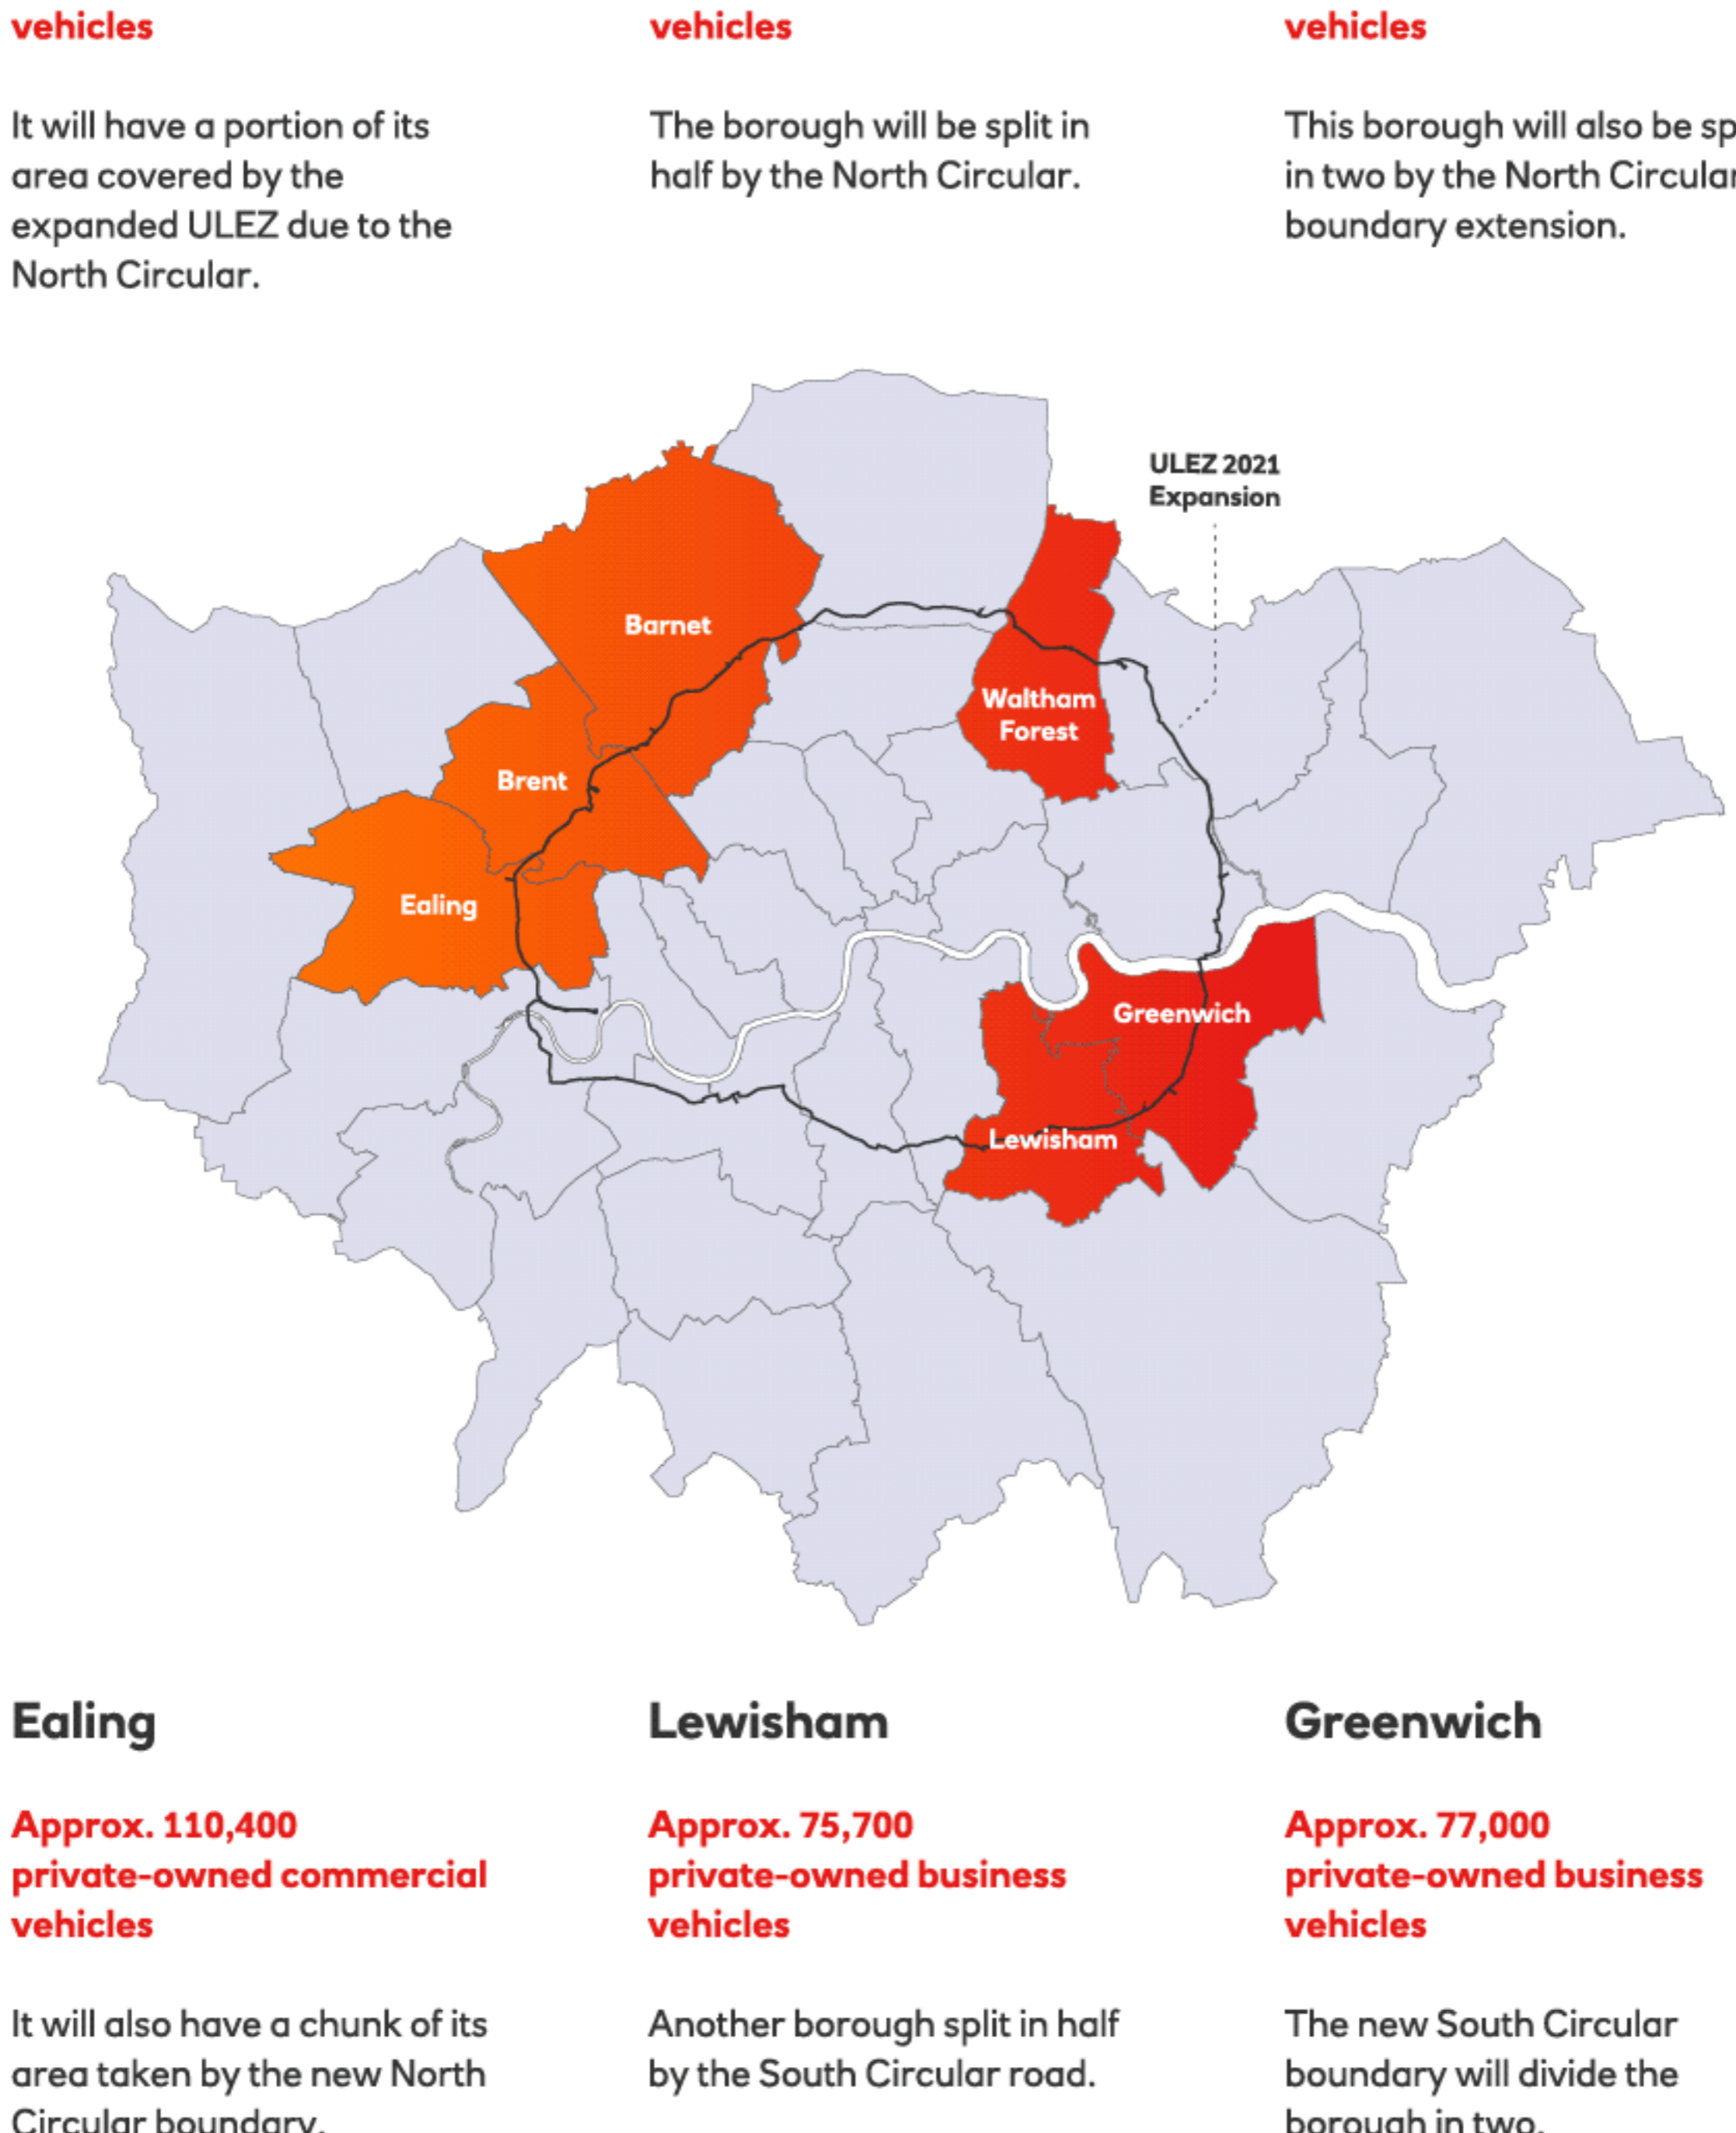 vehicles
It will have a portion of its
area covered by the
expanded ULEZ due to the
North Circular.
vehicles
The borough will be split in
half by the North Circular.
vehicles
This borough will also be sp
in two by the North Circular
boundary extension.
ULEZ 2021
Expansion
Barnet
Waltham
Forest
Brent
Ealing
Greenwich
Lewisham
Ealing
Approx. 110,400
private-owned commercial
vehicles
It will also have a chunk of its
area taken by the new North
Circular boundary.
Lewisham
Approx. 75,700
private-owned business
vehicles
Another borough split in half
by the South Circular road.
Greenwich
Approx. 77,000
private-owned business
vehicles
The new South Circular
boundary will divide the
borough in two.